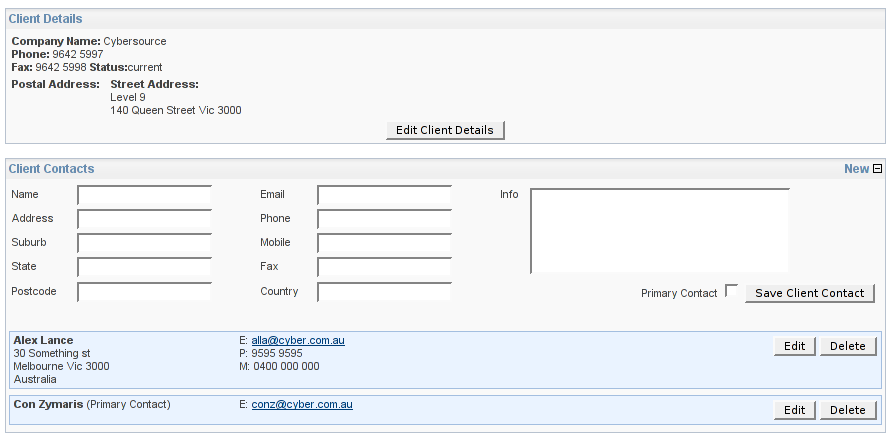 Client Details
Company Name: Cybersource
Phone: 9642 5997
Fax: 9642 5998 Status:current
Postal Address: Street Address:
Level 9
140 Queen Street Vic 3000
Edit Client Details
Client Contacts New
Name Email Info
Address Phone
Suburb Mobile
State Fax
Postcode Country Primary Contact Save Client Contact
Alex Lance E: alla@cyber.com.au Edit Delete
30 Something st P: 9595 9595
Melbourne Vic 3000 M: 0400 000 000
Australia
Con Zymaris (Primary Contact) E: conz@cyber.com.au Edit Delete